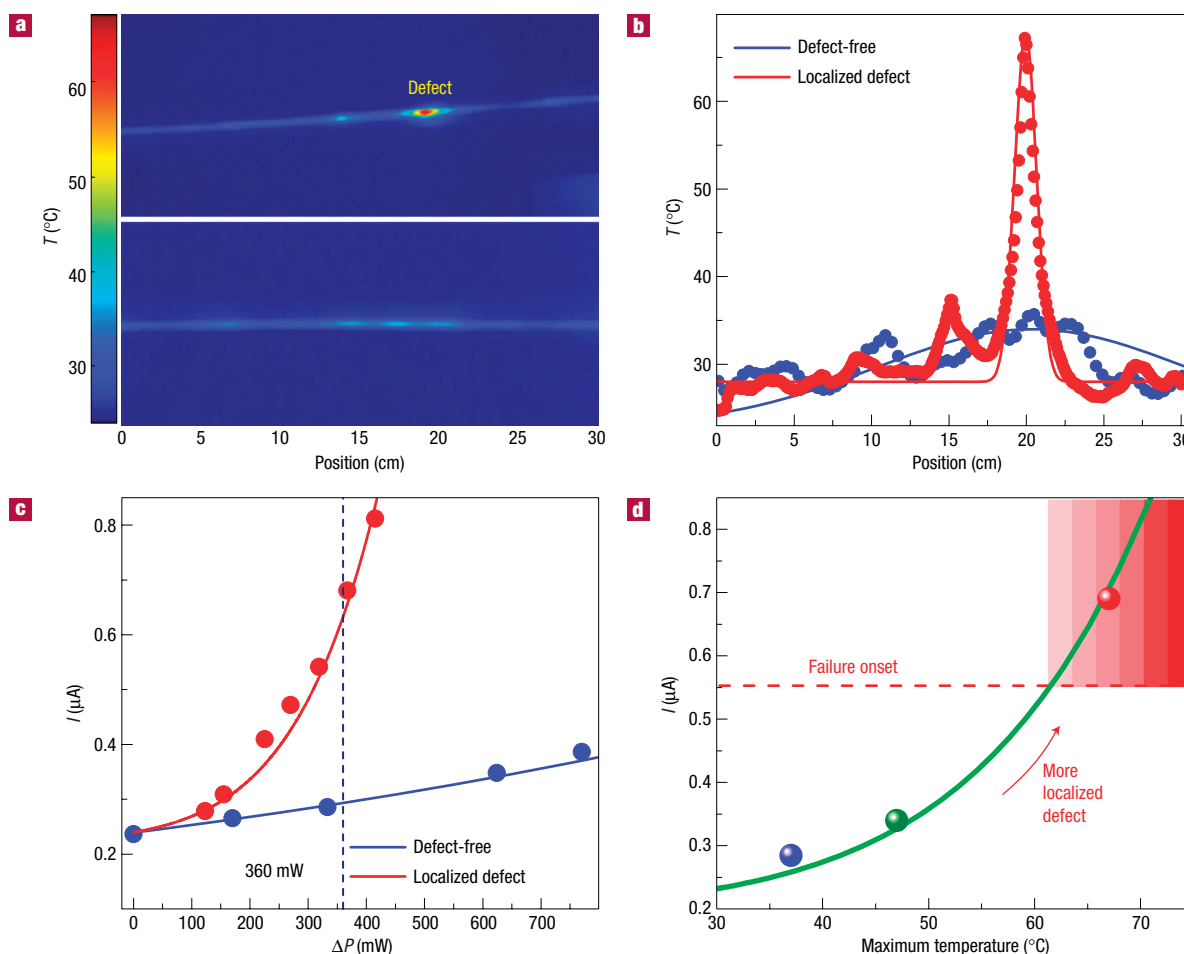 a
Defect
60
50
40
30
T (°C)
0 5 10 15 20 25 30
Position (cm)
b
Defect-free
Localized defect
60
50
40
30
T (°C)
0 5 10 15 20 25 30
Position (cm)
c
0.8
0.6
0.4
0.2
I (μA)
360 mW
Defect-free
Localized defect
0 100 200 300 400 500 600 700
ΔP (mW)
d
0.8
0.7
0.6
0.5
0.4
0.3
0.2
I (μA)
Failure onset
More
localized
defect
30 40 50 60 70
Maximum temperature (°C)